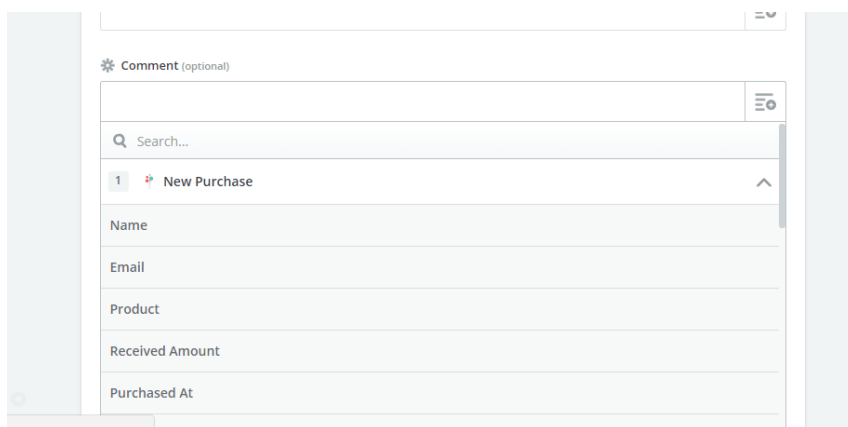 Comment (optional)
Search...
1 New Purchase
Name
Email
Product
Received Amount
Purchased At